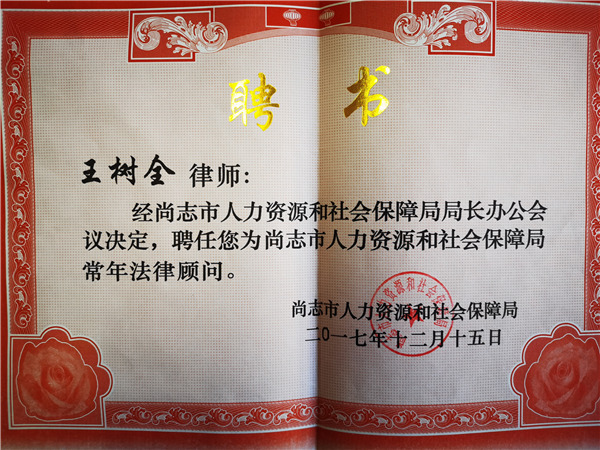 聘书
王树全 律师:
经尚志市人力资源和社会保障局局长办公会
议决定，聘任您为尚志市人力资源和社会保障局
常年法律顾问。
尚志市人力资源和社会保障局
二〇一七年十二月十五日